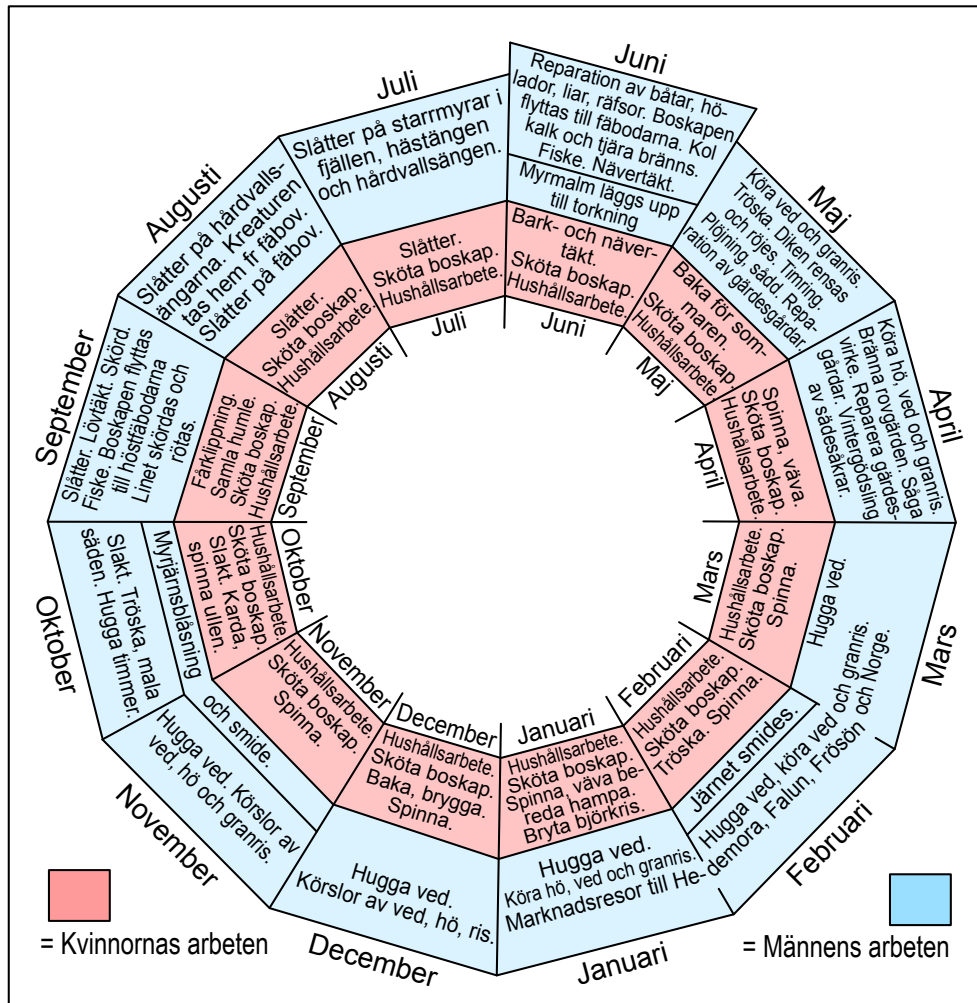 Juni
Reparation av båtar, hö-
lador, liar, räfsor. Boskapen
flyttas till fäbodarna. Kol
kalk och tjära bränns.
Fiske. Nävertäkt.
Myrmalm läggs upp
till torkning
Bark- och näver-
täkt.
Sköta boskap.
Hushållsarbete.
Juni
Maj
Köra ved och granris.
Tröska. Diken rensas
och röjes. Timring.
Plöjning, sådd. Repa-
ration av gärdesgårdar.
Baka för som-
maren.
Sköta boskap.
Hushållsarbete
Maj
April
Köra hö, ved och granris.
Bränna rovgården. Såga
virke. Reparera gärdes-
gårdar. Vintergödsling
av sädesåkrar.
Spinna, väva.
Sköta boskap.
Hushållsarbete.
April
Mars
Hugga ved.
Hushållsarbete.
Sköta boskap.
Spinna.
Mars
Februari
Hugga ved, köra ved och granris.
Järnet smides.
Hushållsarbete.
Sköta boskap.
Tröska. Spinna.
Februari
Januari
Hugga ved.
Köra hö, ved och granris.
Marknadsresor till He-
demora, Falun, Frösön och Norge.
Hushållsarbete.
Sköta boskap.
Spinna, väva be-
reda hampa.
Bryta björkris.
Januari
December
Hugga ved.
Körslor av ved, hö, ris.
Hushållsarbete.
Sköta boskap.
Baka, brygga.
Spinna.
December
November
Hugga ved. Körslor av
ved, hö och granris.
och smide.
Hushållsarbete.
Sköta boskap.
Spinna.
November
Oktober
Slakt. Tröska, mala
säden. Hugga timmer.
Myrjärnsblåsning
Hushållsarbete.
Sköta boskap.
Slakt. Karda,
spinna ullen.
Oktober
September
Slåtter. Lövtäkt. Skörd.
Fiske. Boskapen flyttas
till höstfäbodarna
Linet skördas och
rötas.
Fårklippning.
Samla humle.
Sköta boskap.
Hushållsarbete.
September
Augusti
Slåtter på hårdvalls-
ängarna. Kreaturen
tas hem fr fäbov.
Slåtter på fäbov.
Slåtter.
Sköta boskap.
Hushållsarbete.
Augusti
Juli
Slåtter på starrmyrar i
fjällen, hästängen
och hårdvallsängen.
Slåtter.
Sköta boskap.
Hushållsarbete.
Juli
= Kvinnornas arbeten
= Männens arbeten